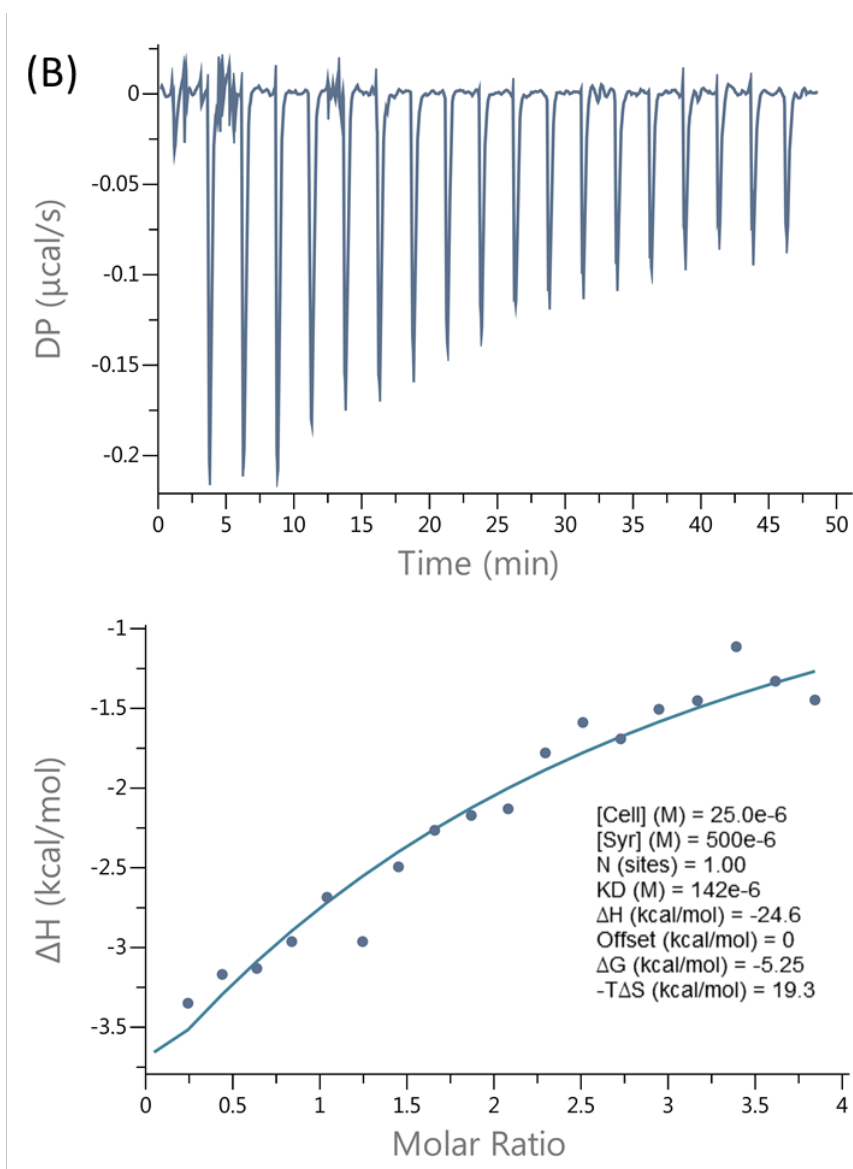 (B)
0
-0.05
-0.1
-0.15
-0.2
DP (µcal/s)
0 5 10 15 20 25 30 35 40 45 50
Time (min)
-1
-1.5
-2
-2.5
-3
-3.5
ΔH (kcal/mol)
[Cell] (M) = 25.0e-6
[Syr] (M) = 500e-6
N (sites) = 1.00
KD (M) = 142e-6
ΔH (kcal/mol) = -24.6
Offset (kcal/mol) = 0
ΔG (kcal/mol) = -5.25
-TΔS (kcal/mol) = 19.3
0 0.5 1 1.5 2 2.5 3 3.5 4
Molar Ratio